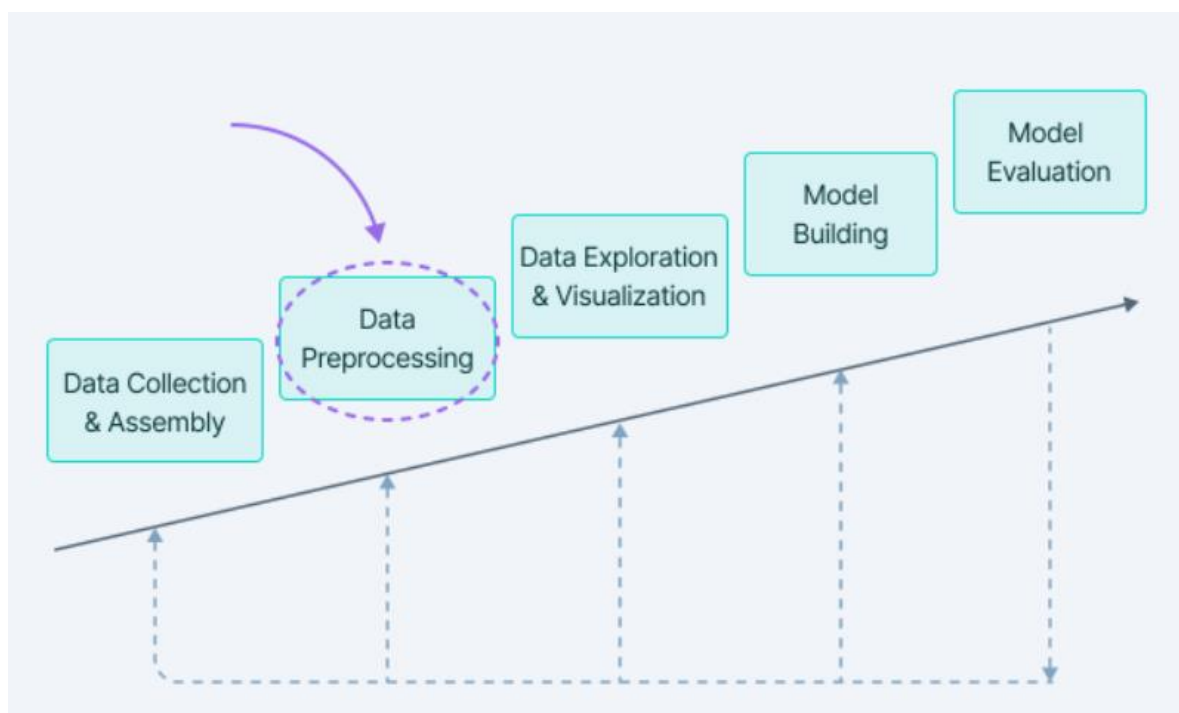 Data Collection
& Assembly
Data
Preprocessing
Data Exploration
& Visualization
Model
Building
Model
Evaluation